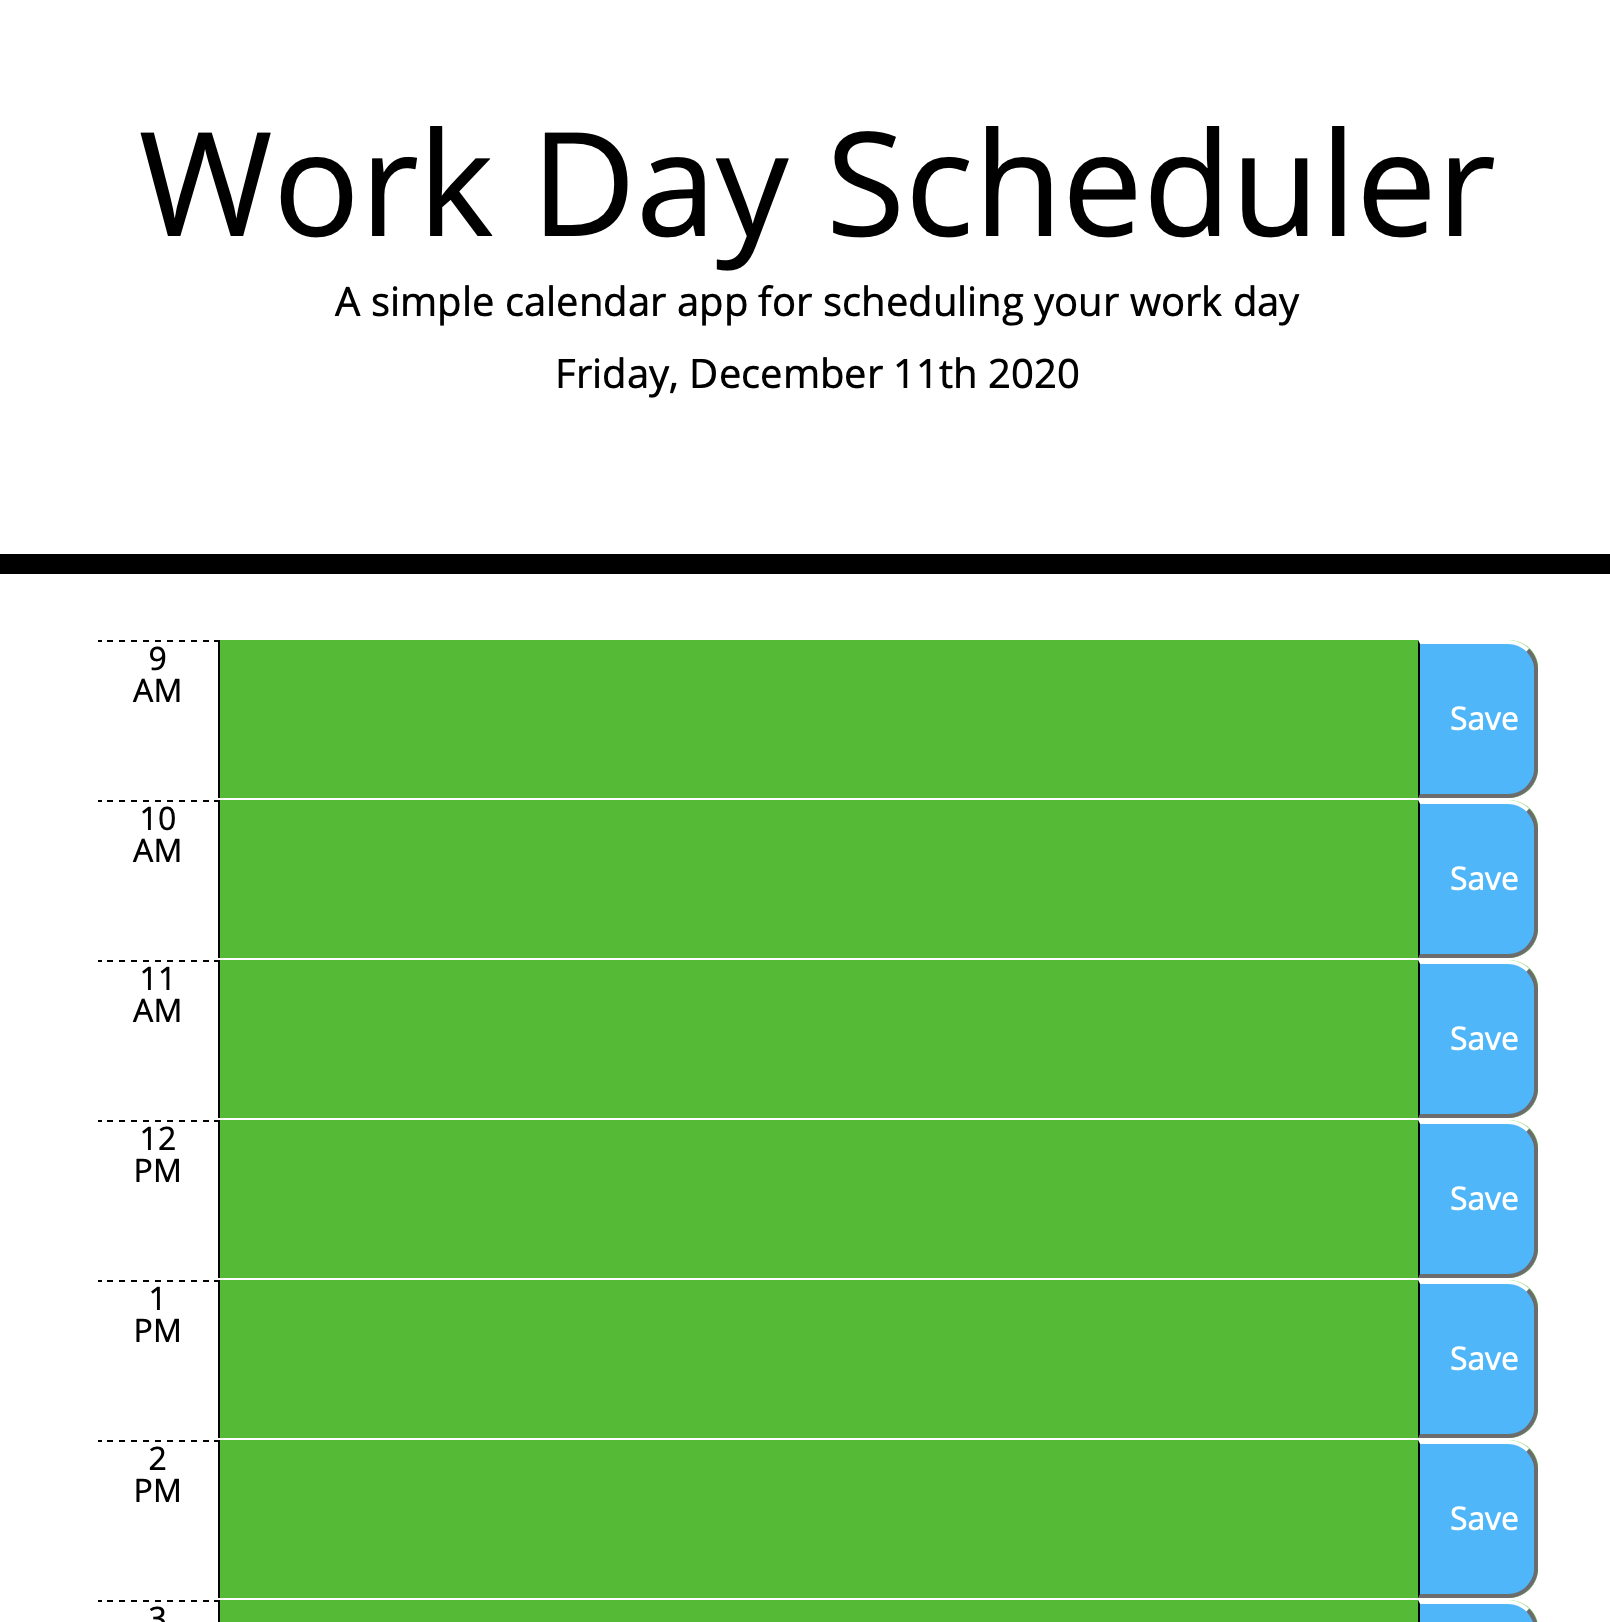 Work Day Scheduler
A simple calendar app for scheduling your work day
Friday, December 11th 2020
9
AM
Save
10
AM
Save
11
AM
Save
12
PM
Save
1
PM
Save
2
PM
Save
3